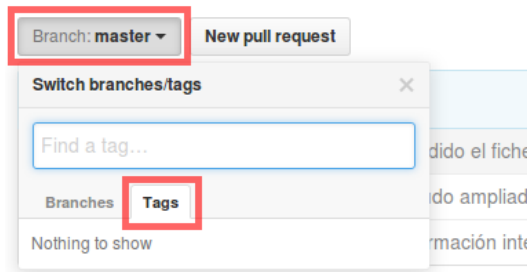 Branch: master
New pull request
Switch branches/tags
Find a tag...
dido el fiche
Branches Tags
do ampliad
Nothing to show
rmación inte